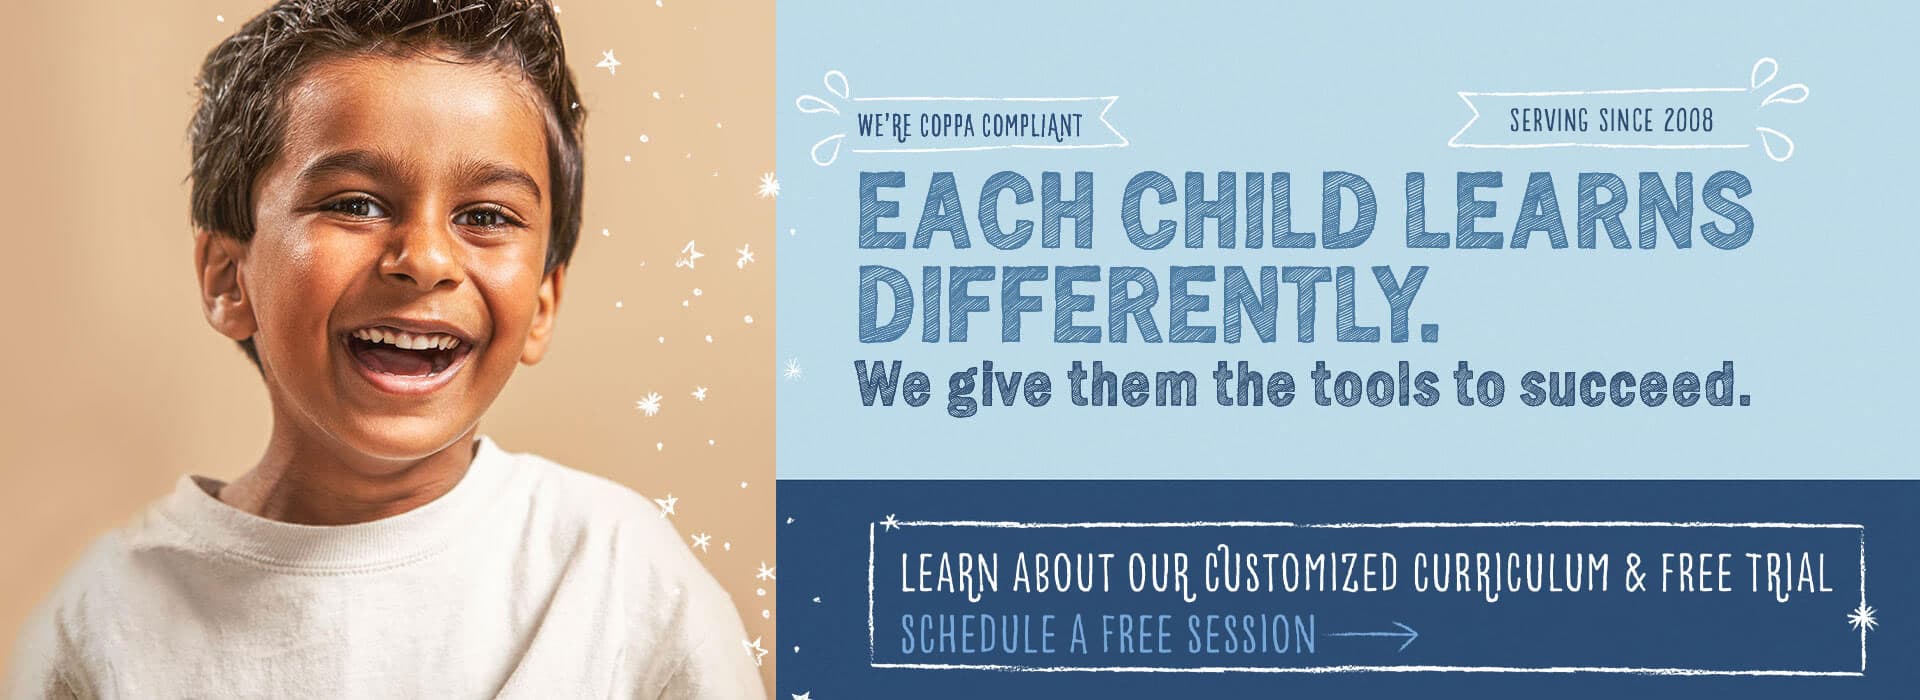 WE'RE COPPA COMPLIANT
SERVING SINCE 2008
EACH CHILD LEARNS
DIFFERENTLY.
We give them the tools to succeed.
LEARN ABOUT OUR CUSTOMIZED CURRICULUM & FREE TRIAL
SCHEDULE A FREE SESSION